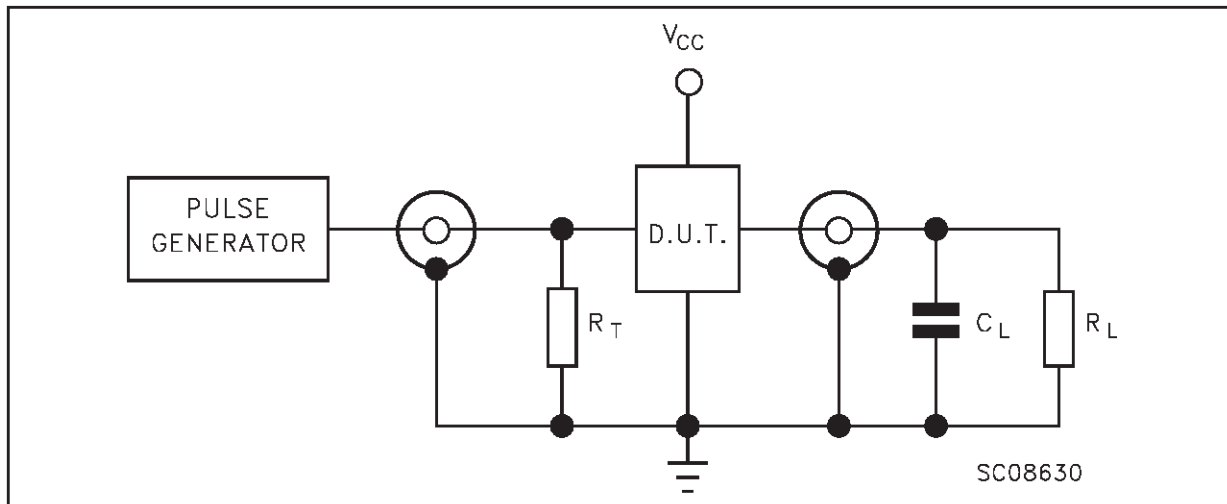 VCC
PULSE
GENERATOR
D.U.T.
RT
CL
RL
SC08630